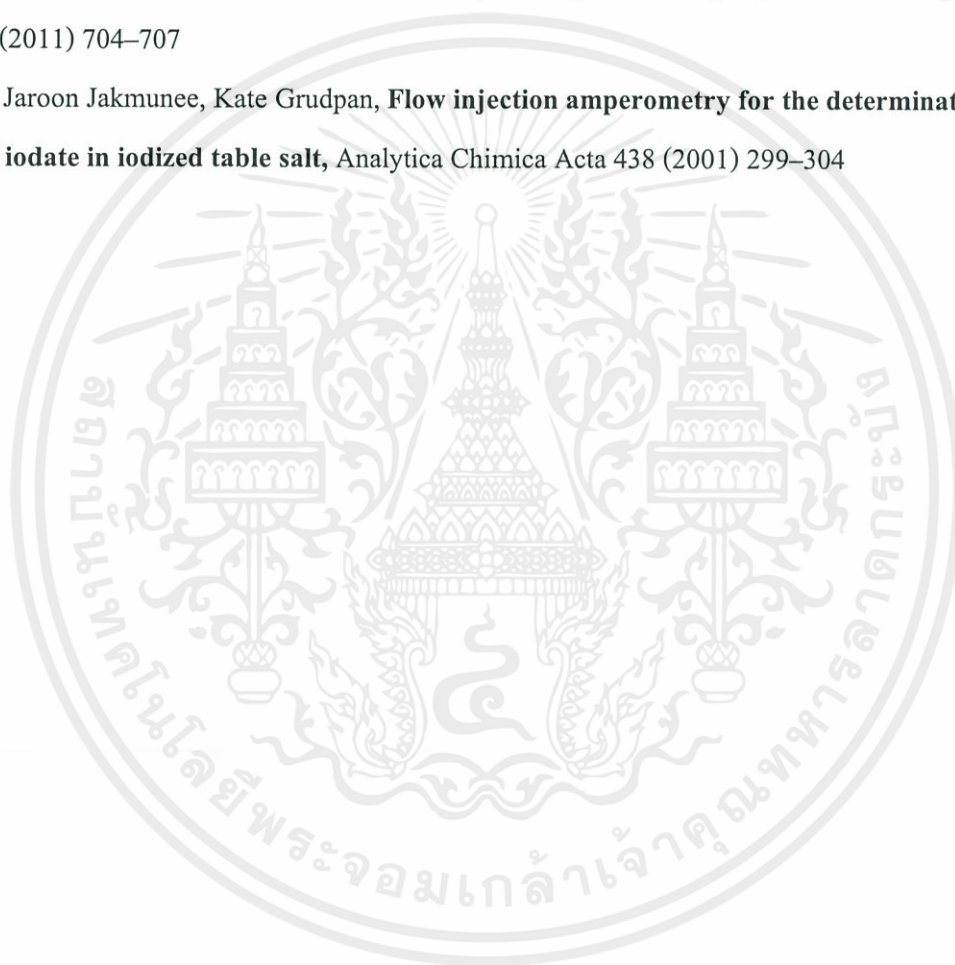 (2011) 704–707
Jaroon Jakmunee, Kate Grudpan, Flow injection amperometry for the determinat
iodate in iodized table salt, Analytica Chimica Acta 438 (2001) 299–304
สถาบันเทคโนโลยีพระจอมเกล้าเจ้าคุณทหารลาดกระบัง